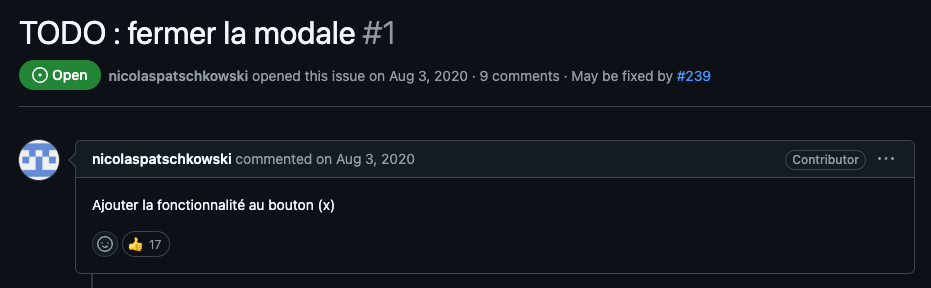 TODO : fermer la modale #1
Open nicolaspatschkowski opened this issue on Aug 3, 2020 · 9 comments · May be fixed by #239
nicolaspatschkowski commented on Aug 3, 2020 Contributor ···
Ajouter la fonctionnalité au bouton (x)
👍 17